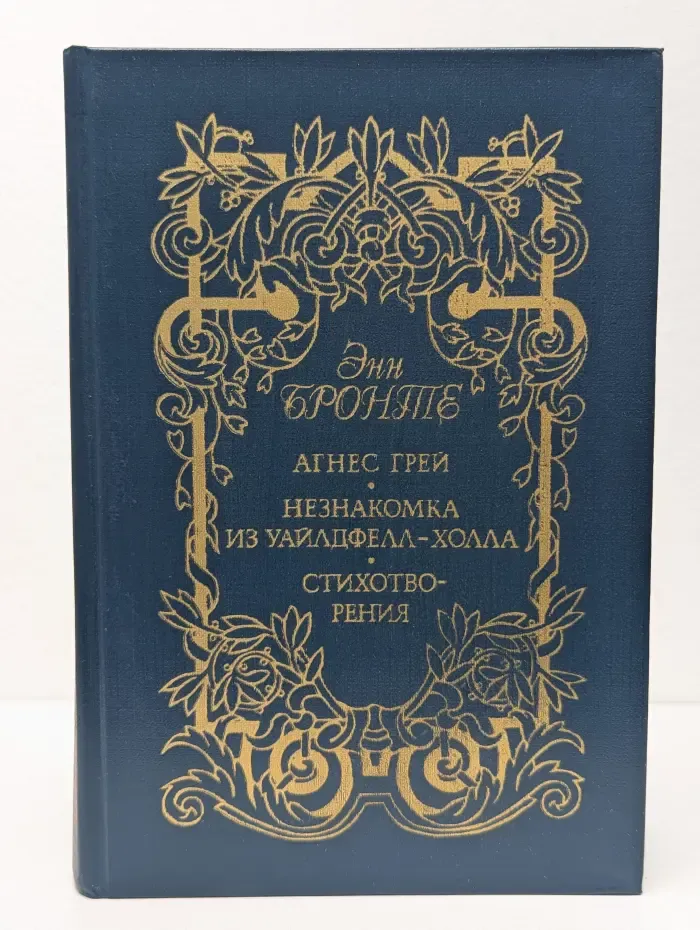 Энн
БРОНТЕ
АГНЕС ГРЕЙ
•
НЕЗНАКОМКА
ИЗ УАЙЛДФЕЛЛ-ХОЛЛА
•
СТИХОТВО-
РЕНИЯ